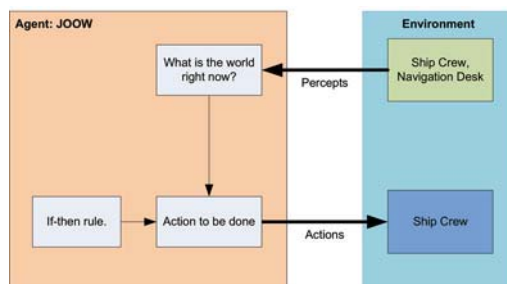 Agent: JOOW
Environment
What is the world
right now?
Ship Crew,
Navigation Desk
Percepts
If-then rule.
Action to be done
Ship Crew
Actions